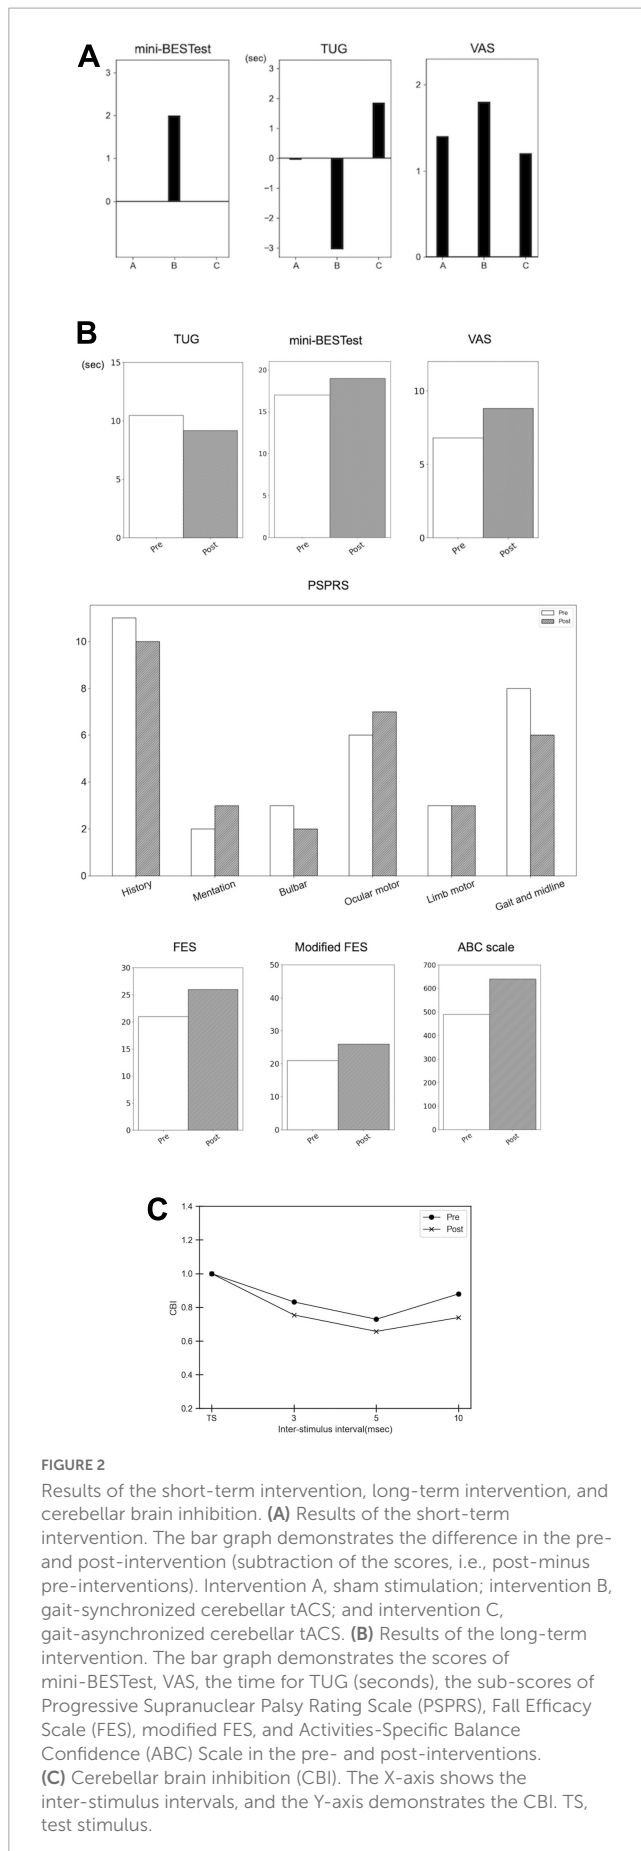 A
mini-BESTest
TUG
VAS
(sec)
3
2
1
0
A
B
C
3
2
1
0
−1
−2
−3
A
B
C
2
1
0
A
B
C
B
TUG
mini-BESTest
VAS
(sec)
15
10
5
0
Pre
Post
20
15
10
5
0
Pre
Post
10
5
0
Pre
Post
PSPRS
Pre
Post
10
8
6
4
2
0
History
Mentation
Bulbar
Ocular motor
Limb motor
Gait and midline
FES
Modified FES
ABC scale
30
25
20
15
10
5
0
Pre
Post
50
40
30
20
10
0
Pre
Post
700
600
500
400
300
200
100
0
Pre
Post
C
1.4
1.2
1.0
0.8
0.6
0.4
0.2
CBI
Pre
Post
TS
3
5
10
Inter-stimulus interval(msec)
FIGURE 2
Results of the short-term intervention, long-term intervention, and
cerebellar brain inhibition. (A) Results of the short-term
intervention. The bar graph demonstrates the difference in the pre-
and post-intervention (subtraction of the scores, i.e., post-minus
pre-interventions). Intervention A, sham stimulation; intervention B,
gait-synchronized cerebellar tACS; and intervention C,
gait-asynchronized cerebellar tACS. (B) Results of the long-term
intervention. The bar graph demonstrates the scores of
mini-BESTest, VAS, the time for TUG (seconds), the sub-scores of
Progressive Supranuclear Palsy Rating Scale (PSPRS), Fall Efficacy
Scale (FES), modified FES, and Activities-Specific Balance
Confidence (ABC) Scale in the pre- and post-interventions.
(C) Cerebellar brain inhibition (CBI). The X-axis shows the
inter-stimulus intervals, and the Y-axis demonstrates the CBI. TS,
test stimulus.